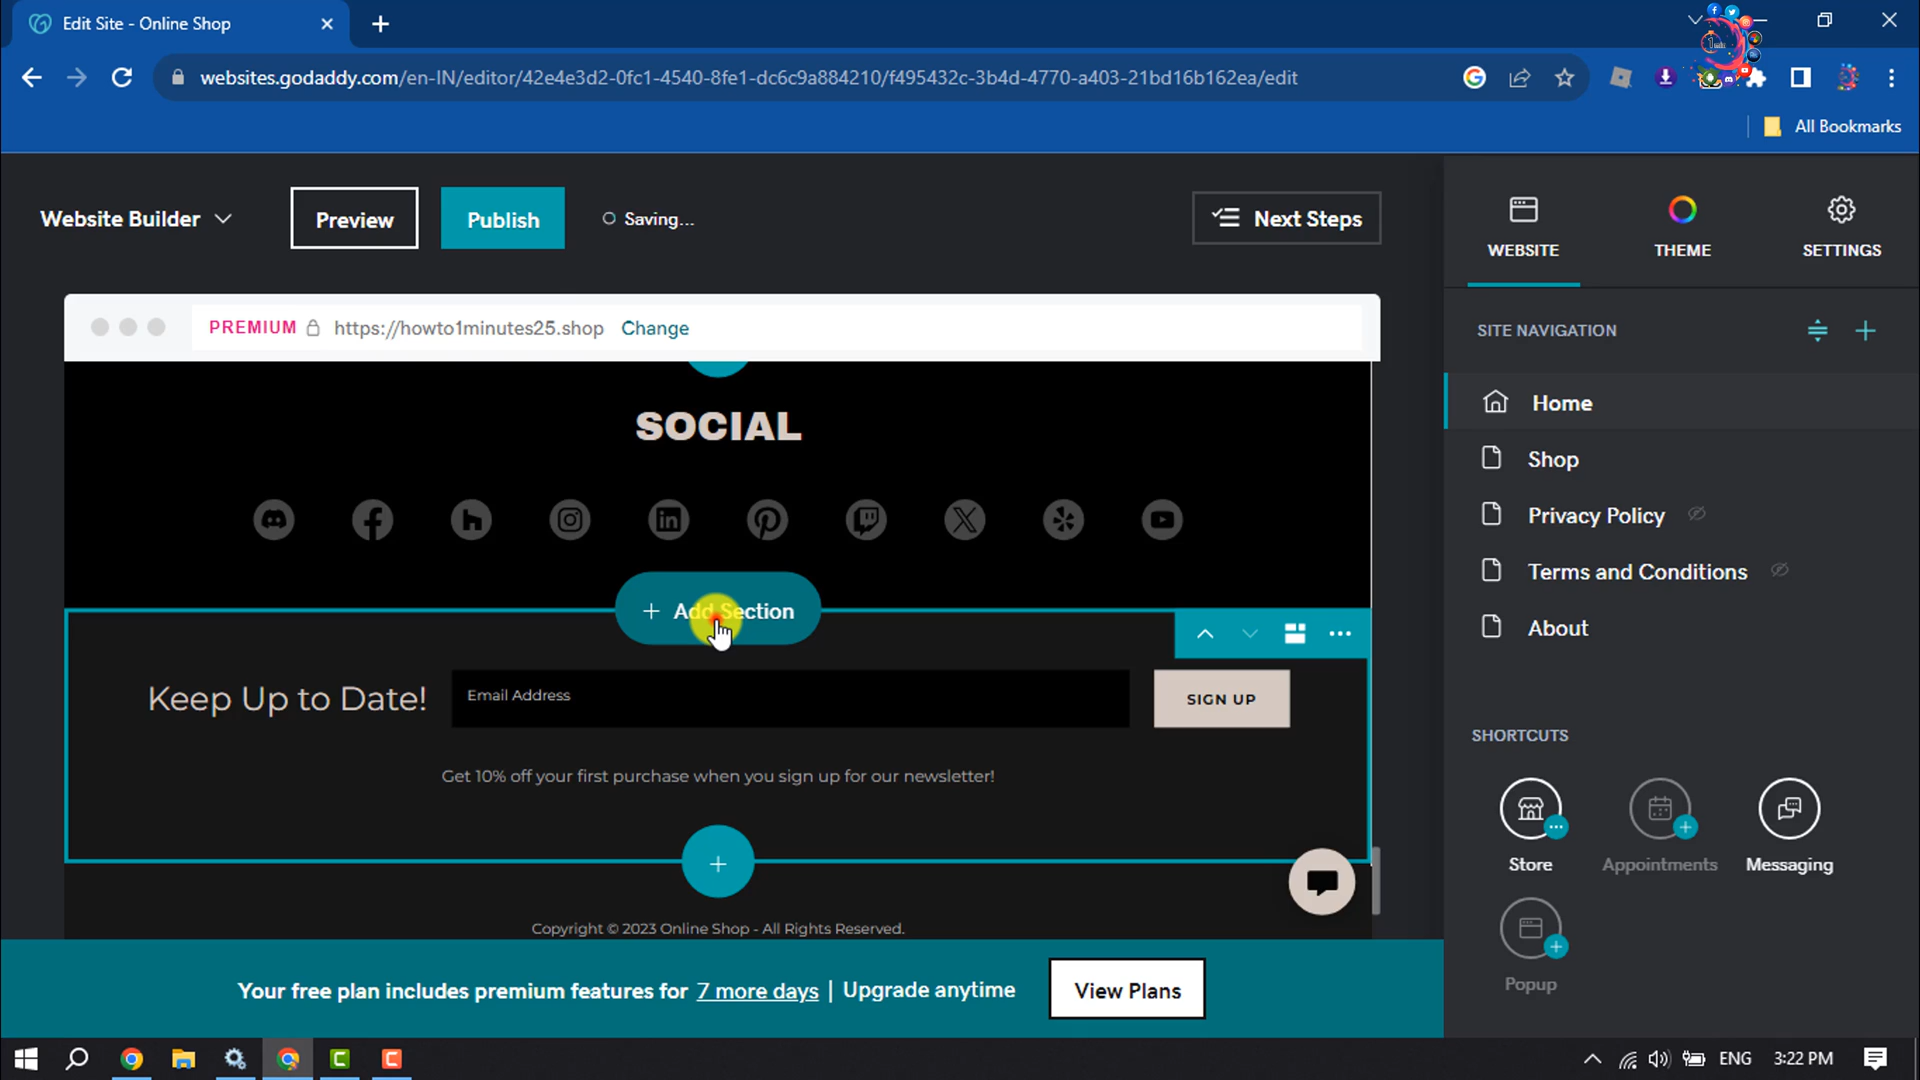 Edit Site - Online Shop
websites.godaddy.com/en-IN/editor/42e4e3d2-0fc1-4540-8fe1-dc6c9a884210/f495432c-3b4d-4770-a403-21bd16b162ea/edit
All Bookmarks
Website Builder
Preview
Publish
Saving...
Next Steps
WEBSITE
THEME
SETTINGS
PREMIUM https://howto1minutes25.shop Change
SITE NAVIGATION
Home
Shop
Privacy Policy
Terms and Conditions
About
SOCIAL
+ Add Section
Keep Up to Date!
Email Address
SIGN UP
Get 10% off your first purchase when you sign up for our newsletter!
Copyright © 2023 Online Shop - All Rights Reserved.
SHORTCUTS
Store
Appointments
Messaging
Popup
Your free plan includes premium features for 7 more days | Upgrade anytime
View Plans
ENG
3:22 PM